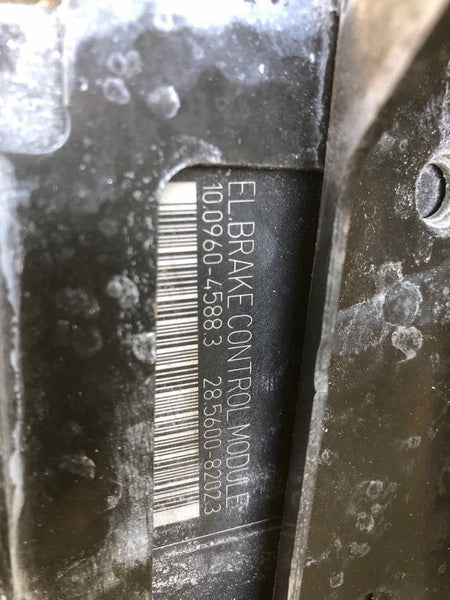 EL.BRAKE CONTROL MODULE
10.0960-4588.3 28.5600-8202.3